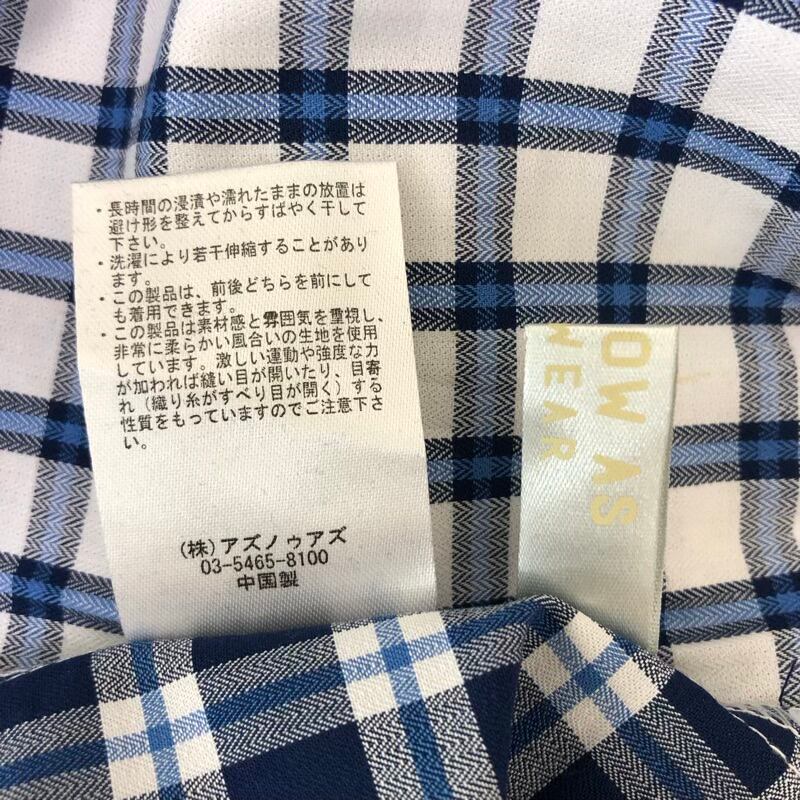 ・長時間の浸漬や濡れたままの放置は
避け形を整えてからすばやく干して
下さい。
・洗濯により若干伸縮することがあり
ます。
・この製品は、前後どちらを前にして
も着用できます。
・この製品は素材感と雰囲気を重視し、
非常に柔らかい風合いの生地を使用
しています。激しい運動や強度な力
が加われば縫い目が開いたり、目寄
れ（織り糸がすべり目が開く）する
性質をもっていますのでご注意下さ
い。
(株)アズノゥアズ
03-5465-8100
中国製
OW AS
WEAR